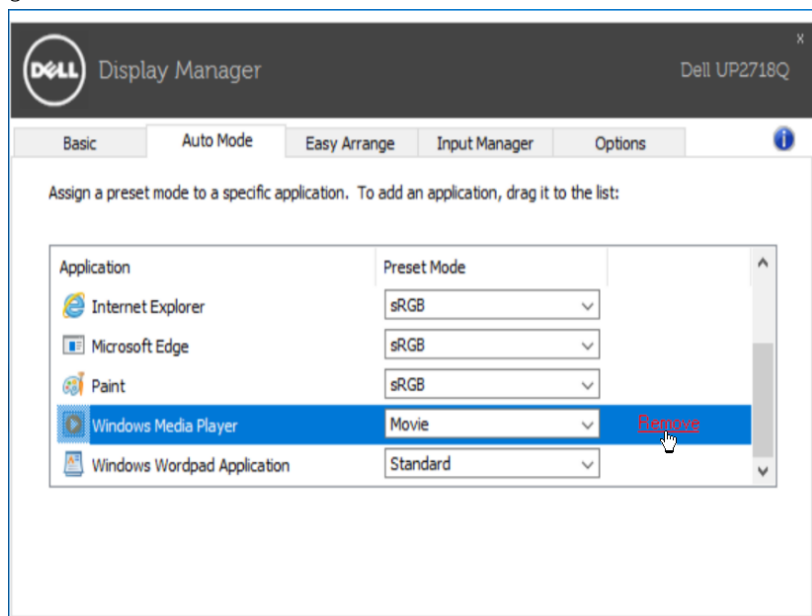 x
DELL Display Manager Dell UP2718Q
Basic Auto Mode Easy Arrange Input Manager Options i
Assign a preset mode to a specific application. To add an application, drag it to the list:
Application Preset Mode
Internet Explorer sRGB
Microsoft Edge sRGB
Paint sRGB
Windows Media Player Movie Remove
Windows Wordpad Application Standard